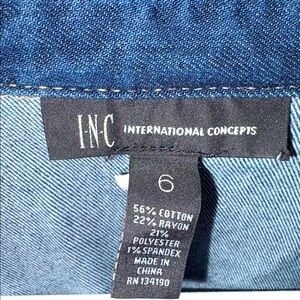 I·N·C INTERNATIONAL CONCEPTS
6
56% COTTON
22% RAYON
21%
POLYESTER
1% SPANDEX
MADE IN
CHINA
RN 134190